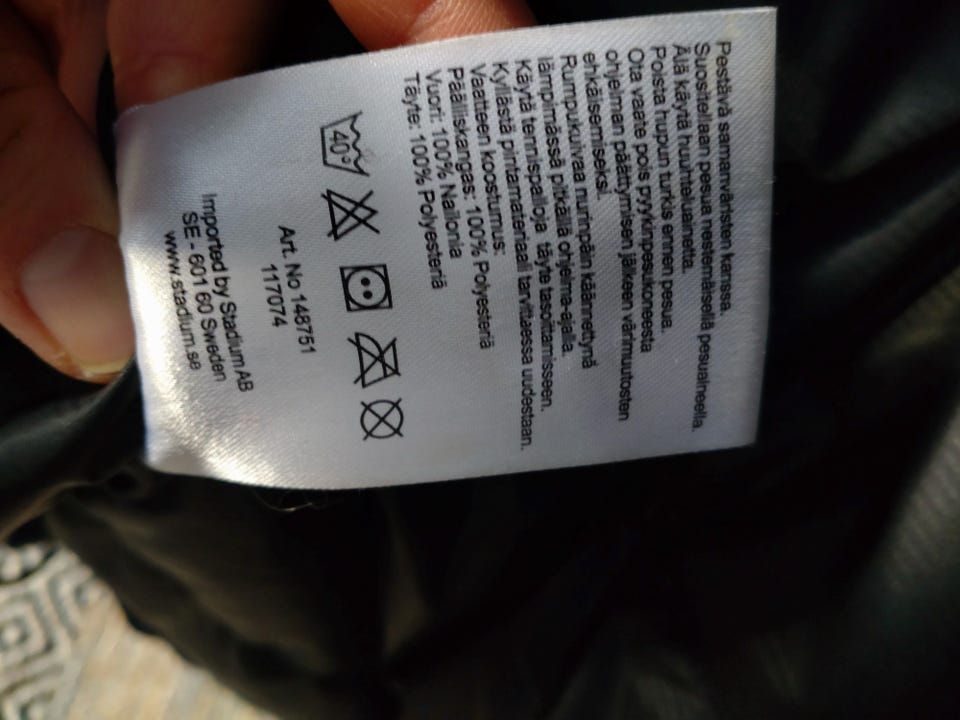 Pestävä samanväristen kanssa.
Suositellaan pesua nestemäisellä pesuaineella.
Älä käytä huuhteluainetta.
Poista hupun turkis ennen pesua.
Ota vaate pois pyykinpesukoneesta
ohjelman päättymisen jälkeen värimuutosten
ehkäisemiseksi.
Rumpukuivaa nurinpäin käännettynä
lämpimässä pitkällä ohjelma-ajalla.
Käytä tennispalloja täyte tasoittamisseen.
Kyllästä pintamateriaali tarvittaessa uudestaan.
Vaatteen koostumus:
Päälliskangas: 100% Polyesteriä
Vuori: 100% Nailonia
Täyte: 100% Polyesteriä
40°
Art. No 148751
117074
Imported by Stadium AB
SE - 601 60 Sweden
www.stadium.se